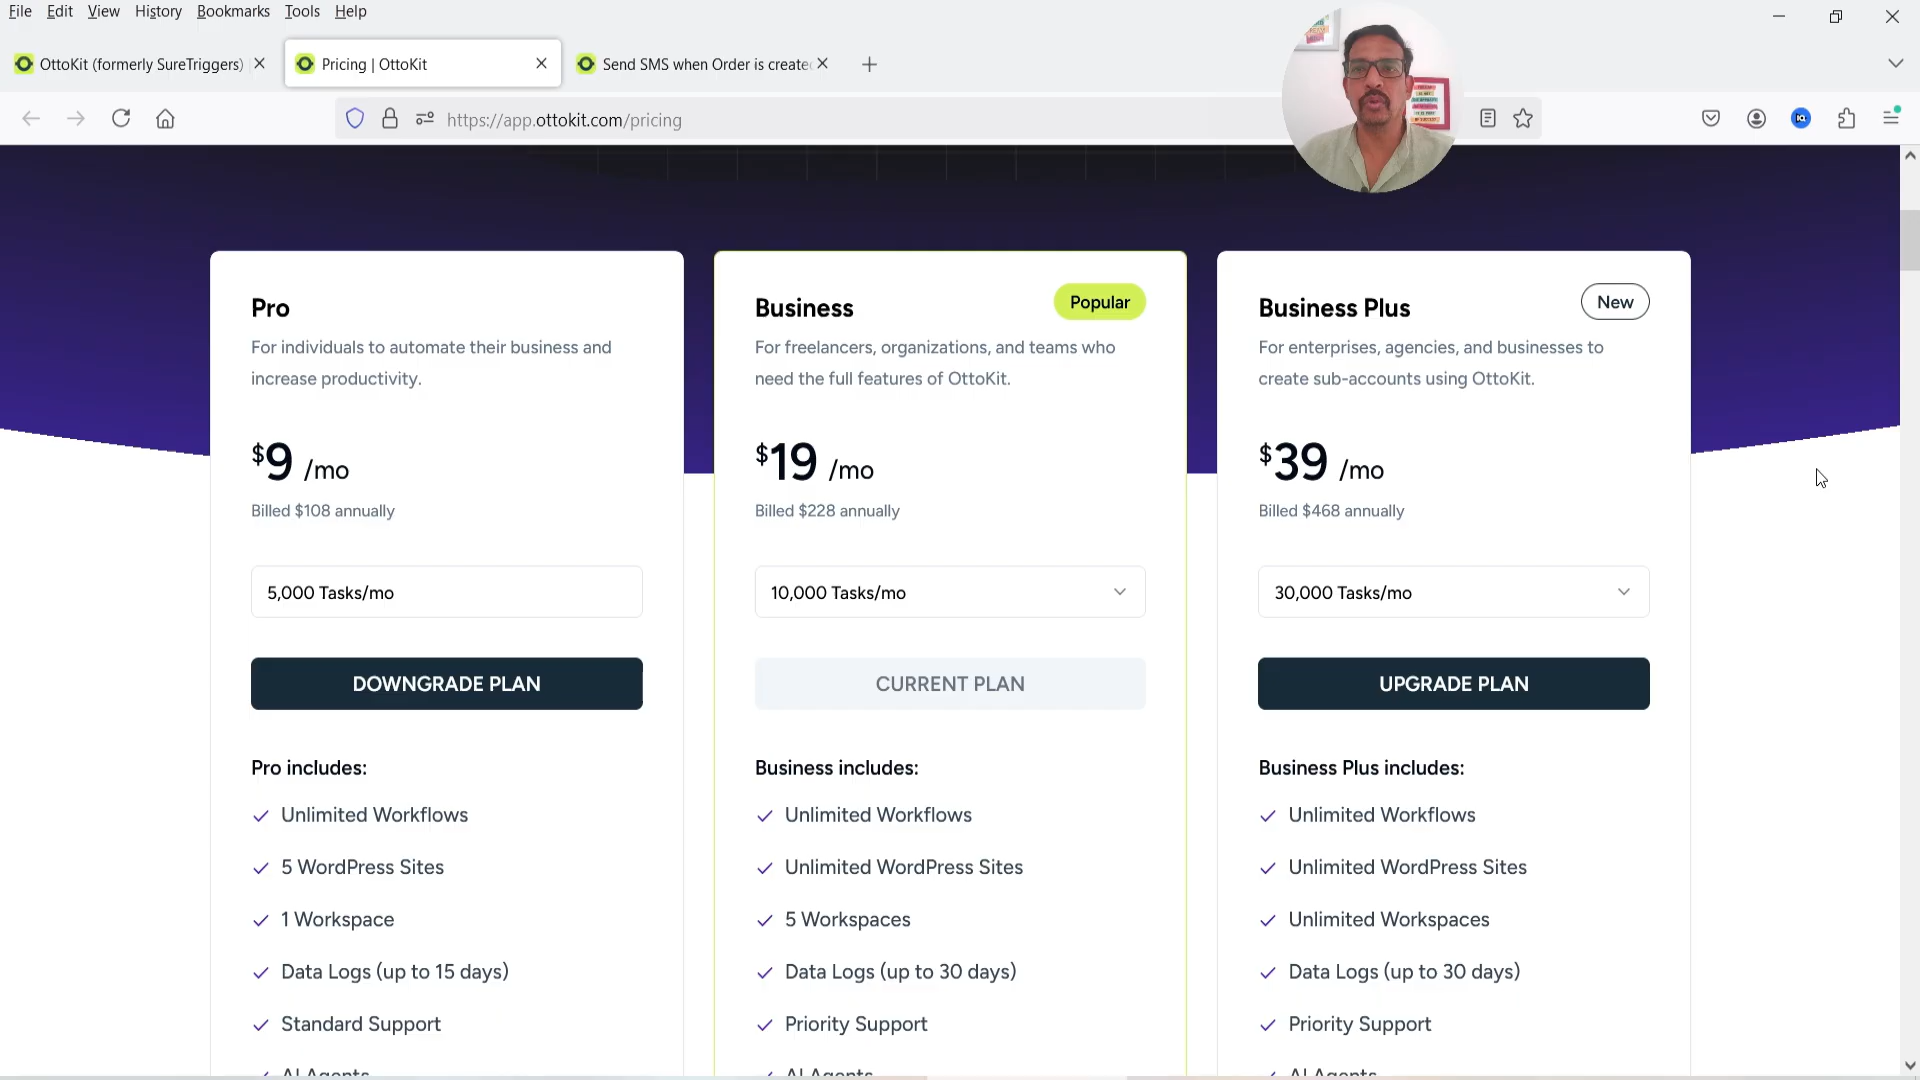 File Edit View History Bookmarks Tools Help
OttoKit (formerly SureTriggers)
Pricing | OttoKit
Send SMS when Order is create
https://app.ottokit.com/pricing
Pro
For individuals to automate their business and
increase productivity.
$9 /mo
Billed $108 annually
5,000 Tasks/mo
DOWNGRADE PLAN
Pro includes:
Unlimited Workflows
5 WordPress Sites
1 Workspace
Data Logs (up to 15 days)
Standard Support
AI Agents
Business
Popular
For freelancers, organizations, and teams who
need the full features of OttoKit.
$19 /mo
Billed $228 annually
10,000 Tasks/mo
CURRENT PLAN
Business includes:
Unlimited Workflows
Unlimited WordPress Sites
5 Workspaces
Data Logs (up to 30 days)
Priority Support
AI Agents
Business Plus
New
For enterprises, agencies, and businesses to
create sub-accounts using OttoKit.
$39 /mo
Billed $468 annually
30,000 Tasks/mo
UPGRADE PLAN
Business Plus includes:
Unlimited Workflows
Unlimited WordPress Sites
Unlimited Workspaces
Data Logs (up to 30 days)
Priority Support
AI Agents